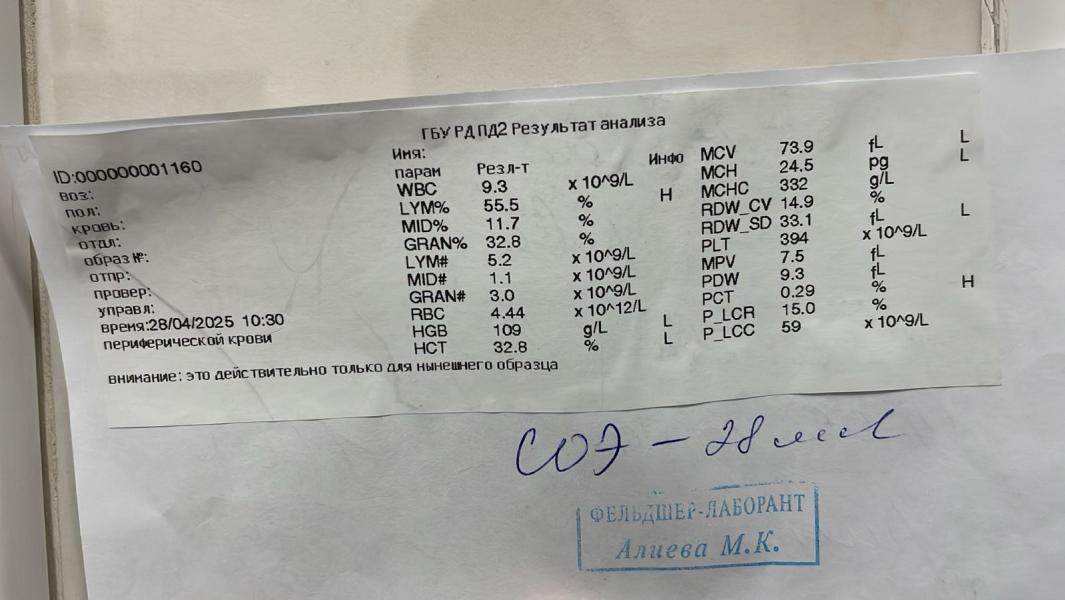 ГБУ РД ПД2 Результат анализа
ID:000000001160
воз:
пол:
кровь:
отдл:
образ №:
отпр:
провер:
управл:
время:28/04/2025 10:30
периферической крови
Имя:
парам Резл-т Инфо
WBC 9.3 x 10^9/L
LYM% 55.5 % H
MID% 11.7 %
GRAN% 32.8 %
LYM# 5.2 x 10^9/L
MID# 1.1 x 10^9/L
GRAN# 3.0 x 10^9/L
RBC 4.44 x 10^12/L
HGB 109 g/L L
HCT 32.8 % L
MCV 73.9 fL L
MCH 24.5 pg L
MCHC 332 g/L
RDW_CV 14.9 %
RDW_SD 33.1 fL L
PLT 394 x 10^9/L
MPV 7.5 fL
PDW 9.3 fL
PCT 0.29 % H
P_LCR 15.0 %
P_LCC 59 x 10^9/L
внимание: это действительно только для нынешнего образца
СОЭ – 28
ФЕЛЬДШЕР-ЛАБОРАНТ
Алиева М.К.